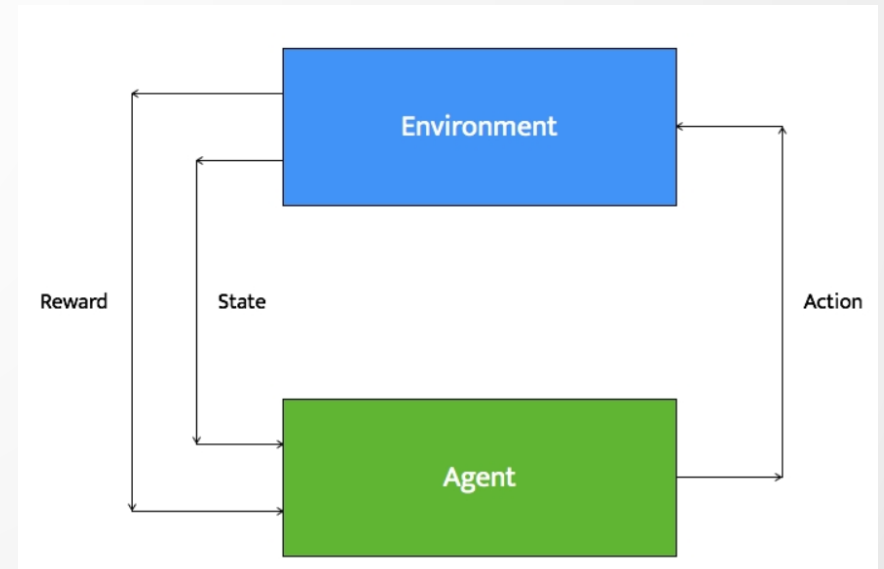 Environment
Reward
State
Action
Agent